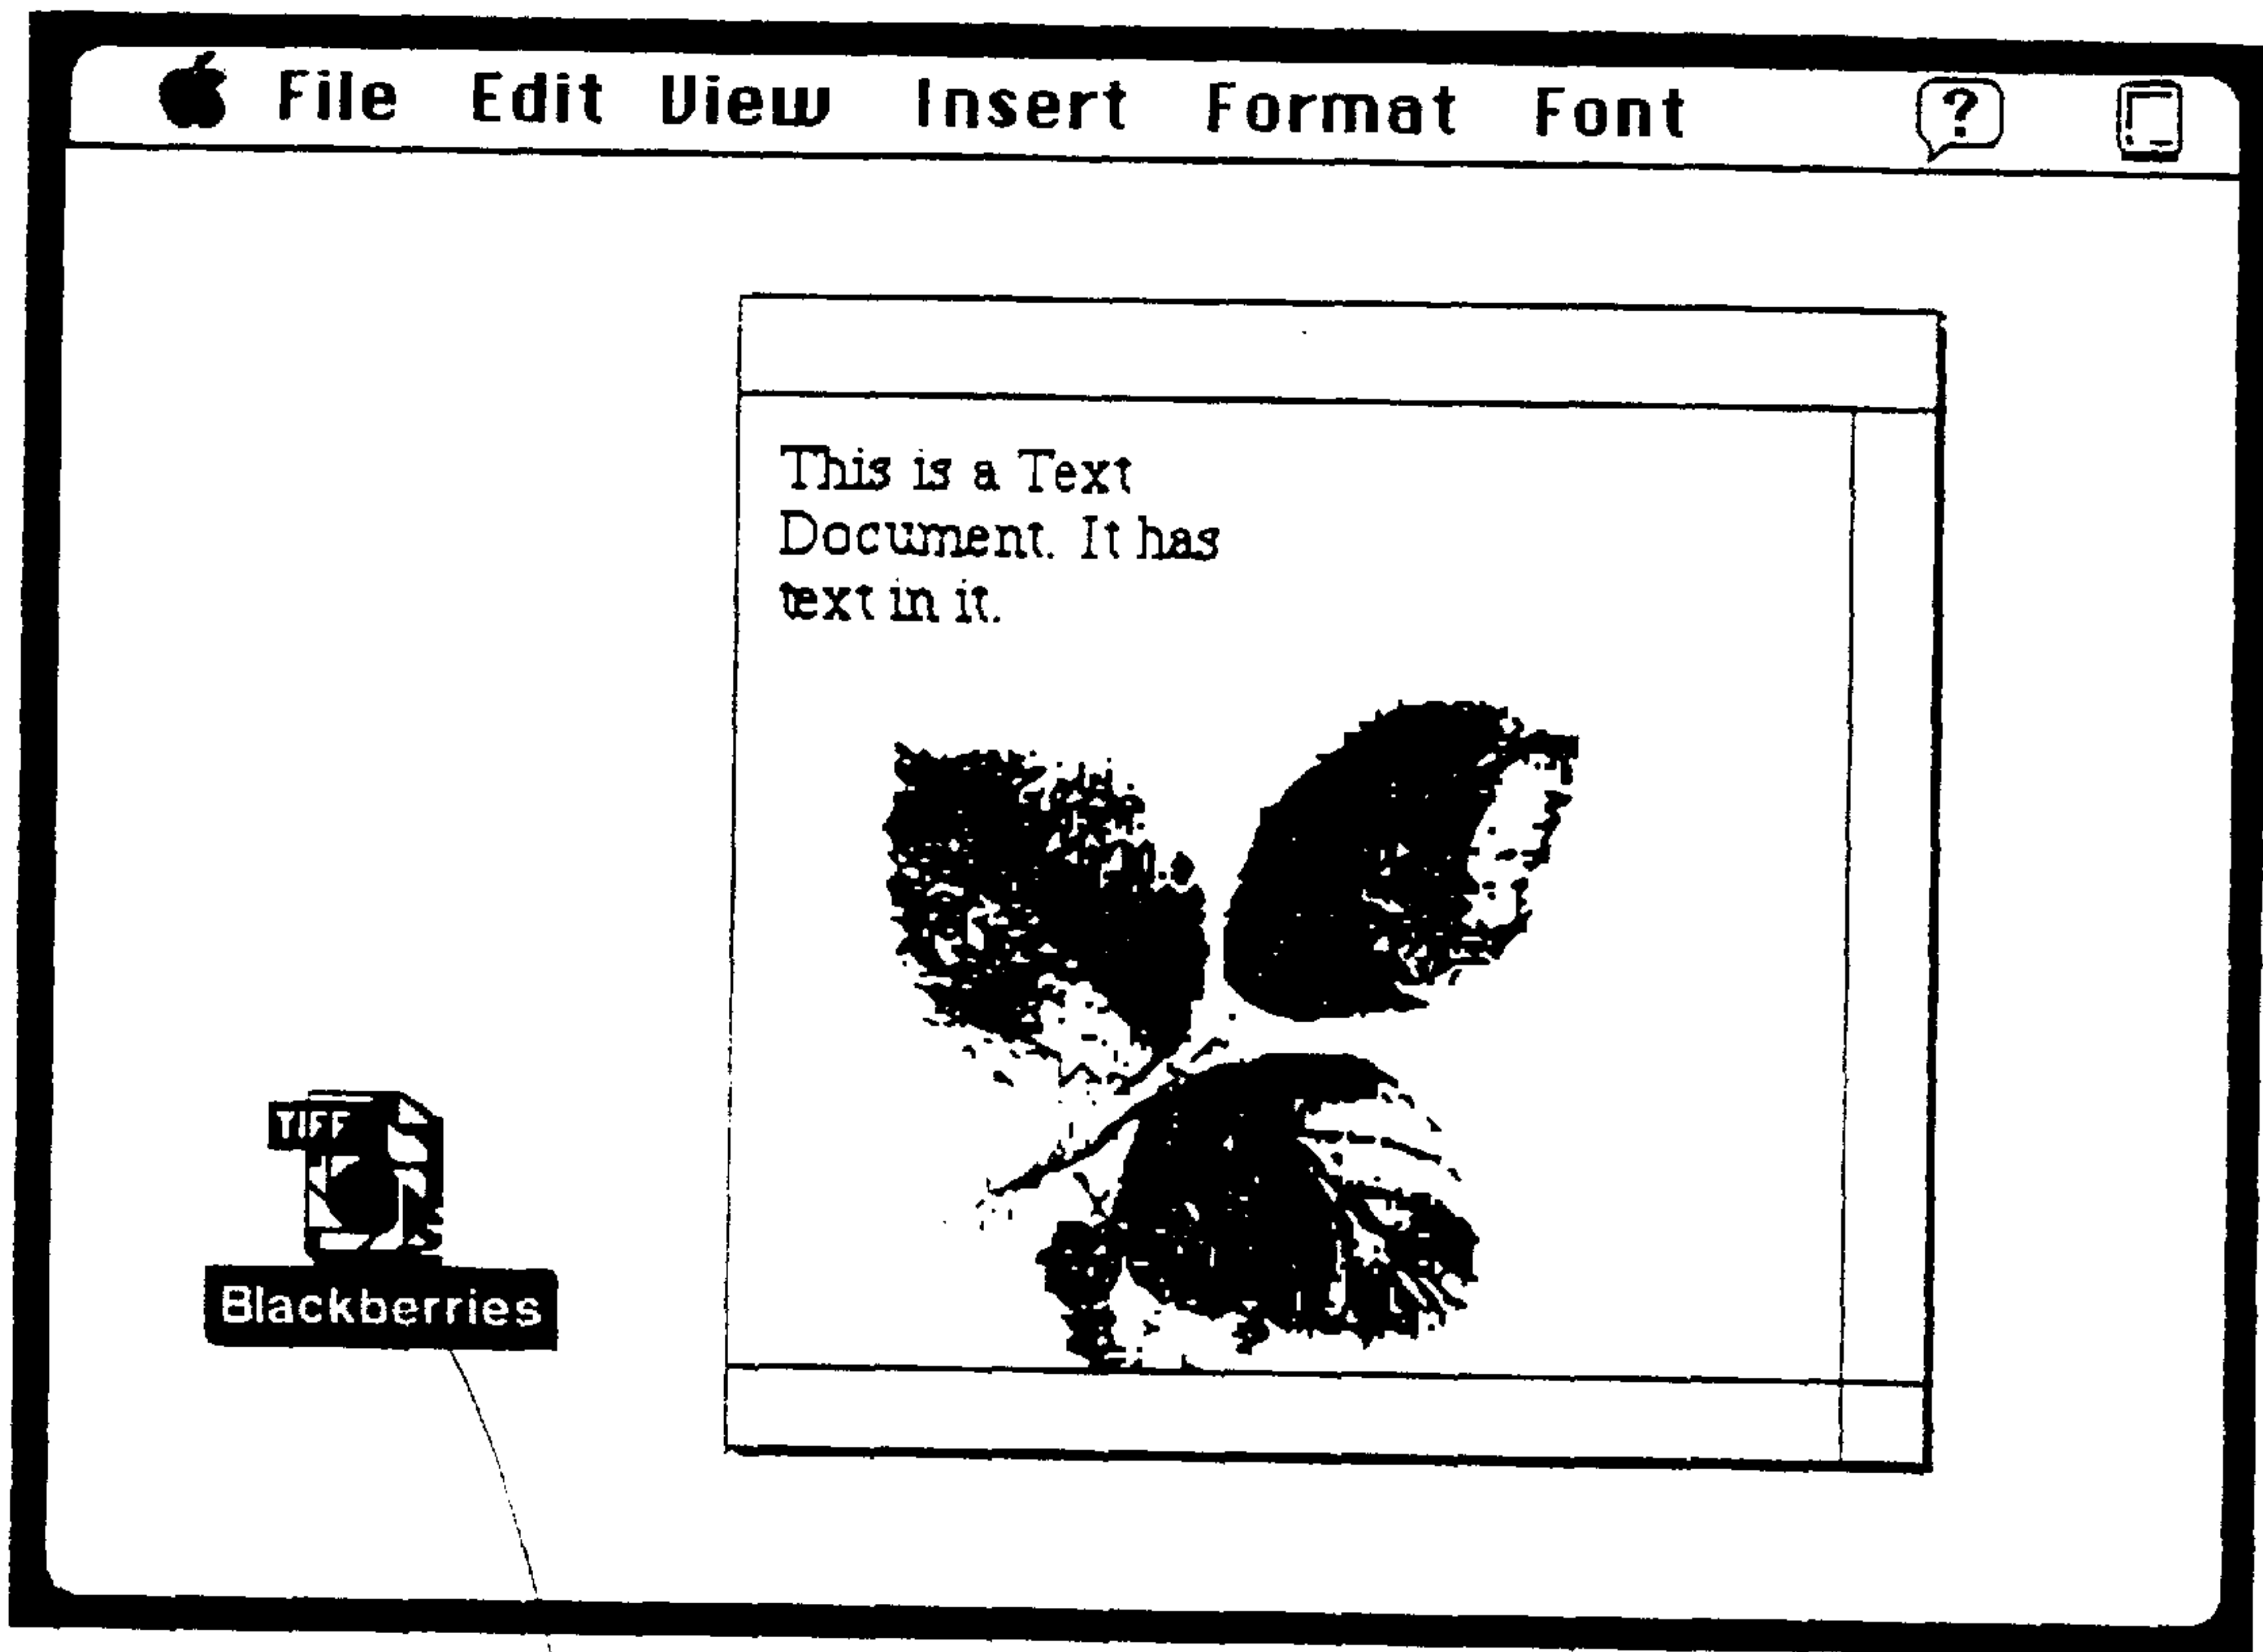 File Edit View Insert Format Font ?
This is a Text
Document. It has
text in it.
TIFF
Blackberries